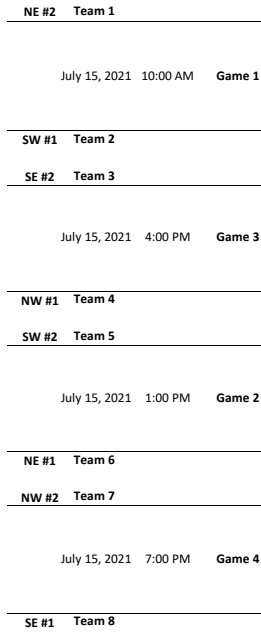 NE #2 Team 1
July 15, 2021 10:00 AM Game 1
SW #1 Team 2
SE #2 Team 3
July 15, 2021 4:00 PM Game 3
NW #1 Team 4
SW #2 Team 5
July 15, 2021 1:00 PM Game 2
NE #1 Team 6
NW #2 Team 7
July 15, 2021 7:00 PM Game 4
SE #1 Team 8